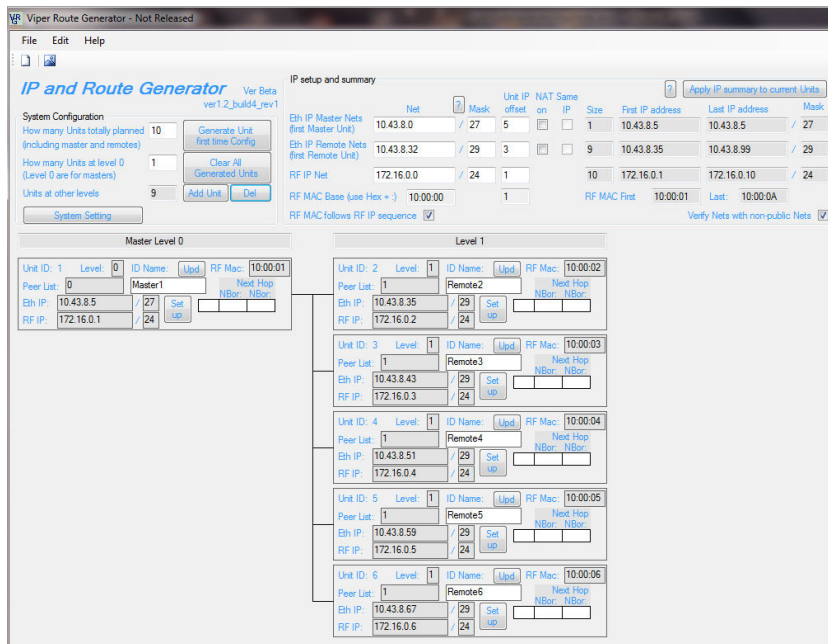 Viper Route Generator - Not Released
File Edit Help
IP and Route Generator Ver Beta
ver1.2_build4_rev1
System Configuration
How many Units totally planned 10
(including master and remotes)
Generate Unit
first time Config
How many Units at level 0 1
(Level 0 are for masters)
Clear All
Generated Units
Units at other levels 9 Add Unit Del
System Setting
IP setup and summary
? Apply IP summary to current Units
Net ? Mask Unit IP offset NAT on Same IP Size First IP address Last IP address Mask
Eth IP Master Nets
(first Master Unit) 10.43.8.0 / 27 5 1 10.43.8.5 10.43.8.5 / 27
Eth IP Remote Nets
(first Remote Unit) 10.43.8.32 / 29 3 9 10.43.8.35 10.43.8.99 / 29
RF IP Net 172.16.0.0 / 24 1 10 172.16.0.1 172.16.0.10 / 24
RF MAC Base (use Hex + :) 10:00:00 1 RF MAC First 10:00:01 Last: 10:00:0A
RF MAC follows RF IP sequence Verify Nets with non-public Nets
Master Level 0
Unit ID: 1 Level: 0 ID Name: Upd RF Mac: 10:00:01
Peer List: 0 Master1 Next Hop
NBor: NBor:
Eth IP: 10.43.8.5 / 27 Set up
RF IP: 172.16.0.1 / 24
Level 1
Unit ID: 2 Level: 1 ID Name: Upd RF Mac: 10:00:02
Peer List: 1 Remote2 Next Hop
NBor: NBor:
Eth IP: 10.43.8.35 / 29 Set up
RF IP: 172.16.0.2 / 24
Unit ID: 3 Level: 1 ID Name: Upd RF Mac: 10:00:03
Peer List: 1 Remote3 Next Hop
NBor: NBor:
Eth IP: 10.43.8.43 / 29 Set up
RF IP: 172.16.0.3 / 24
Unit ID: 4 Level: 1 ID Name: Upd RF Mac: 10:00:04
Peer List: 1 Remote4 Next Hop
NBor: NBor:
Eth IP: 10.43.8.51 / 29 Set up
RF IP: 172.16.0.4 / 24
Unit ID: 5 Level: 1 ID Name: Upd RF Mac: 10:00:05
Peer List: 1 Remote5 Next Hop
NBor: NBor:
Eth IP: 10.43.8.59 / 29 Set up
RF IP: 172.16.0.5 / 24
Unit ID: 6 Level: 1 ID Name: Upd RF Mac: 10:00:06
Peer List: 1 Remote6 Next Hop
NBor: NBor:
Eth IP: 10.43.8.67 / 29 Set up
RF IP: 172.16.0.6 / 24